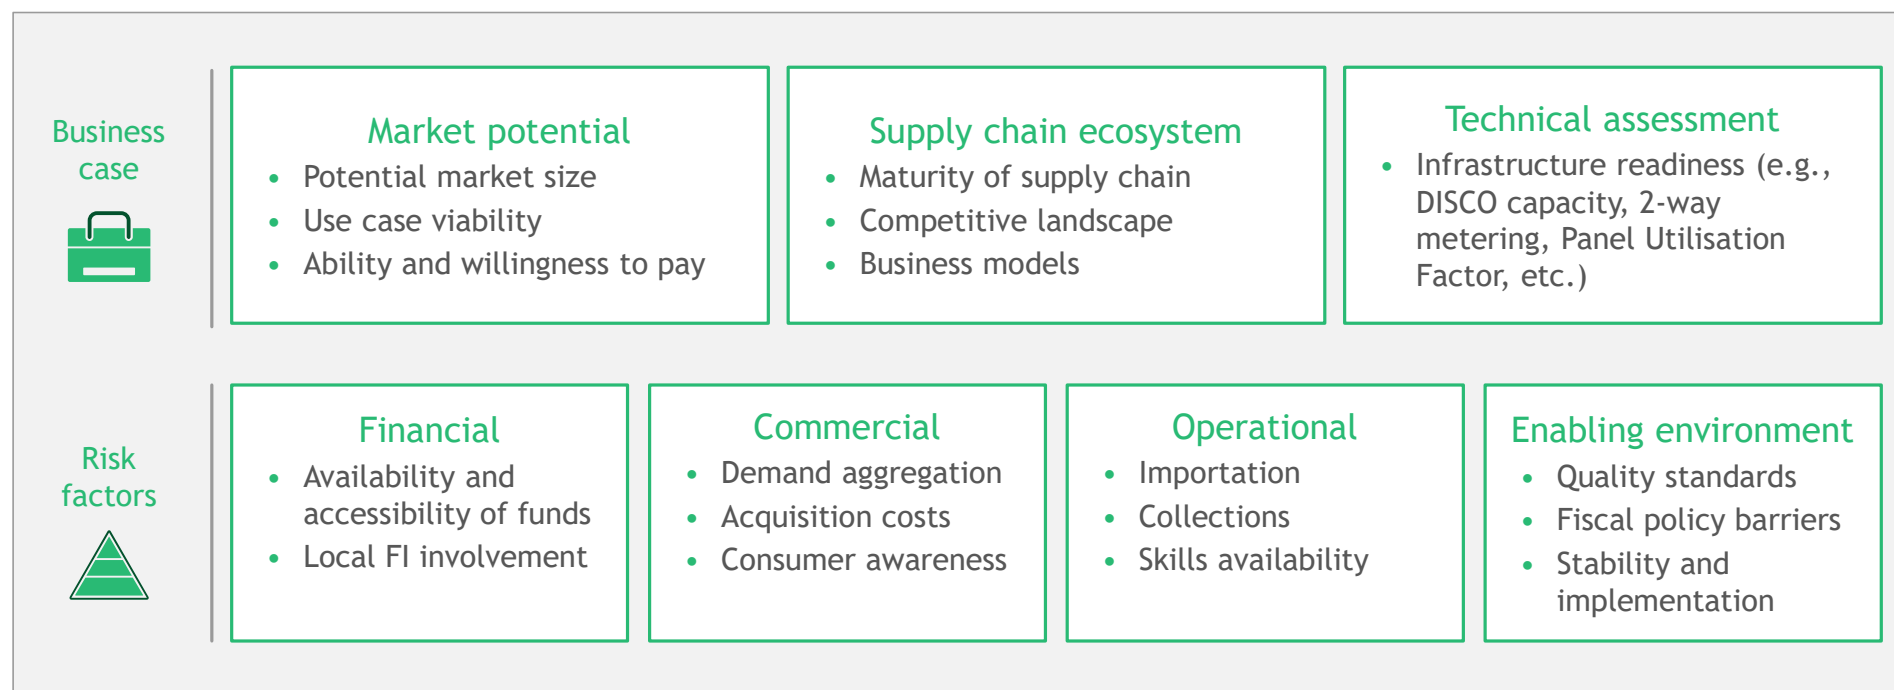 Business
case
Market potential
• Potential market size
• Use case viability
• Ability and willingness to pay
Supply chain ecosystem
• Maturity of supply chain
• Competitive landscape
• Business models
Technical assessment
• Infrastructure readiness (e.g.,
DISCO capacity, 2-way
metering, Panel Utilisation
Factor, etc.)
Risk
factors
Financial
• Availability and
accessibility of funds
• Local FI involvement
Commercial
• Demand aggregation
• Acquisition costs
• Consumer awareness
Operational
• Importation
• Collections
• Skills availability
Enabling environment
• Quality standards
• Fiscal policy barriers
• Stability and
implementation